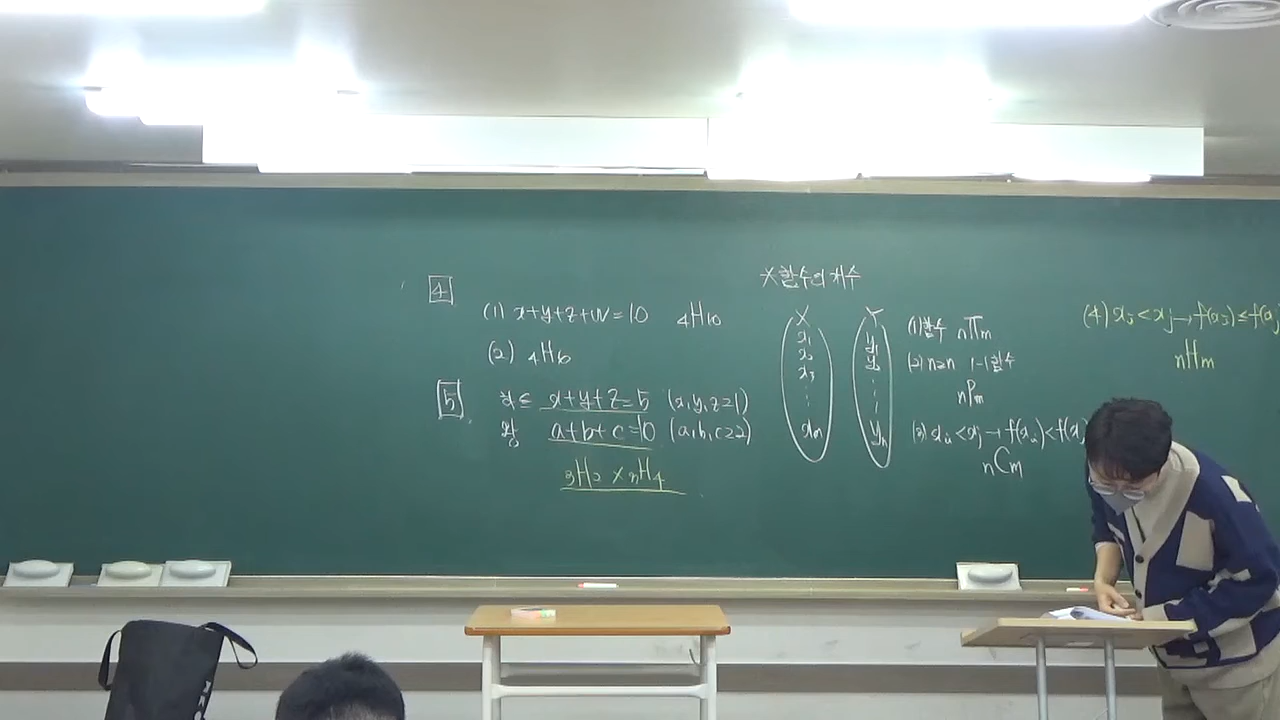 4
(1) x+y+z+w=10 ₄H₁₀
(2) ₄H₆
5
x+y+z=5 (x,y,z≥1)
a+b+c=10 (a,b,c≥2)
₃H₂ × ₃H₄
※함수의 개수
X Y
x₁ y₁
x₂ y₂
x₃
⋮ ⋮
xₘ yₙ
(1) 함수 ₙΠₘ
(2) 1-1함수
ₙPₘ
(3) xᵢ<xⱼ→f(xᵢ)<f(x
ₙCₘ
(4) xᵢ<xⱼ→f(xᵢ)≤f(xⱼ
ₙHₘ